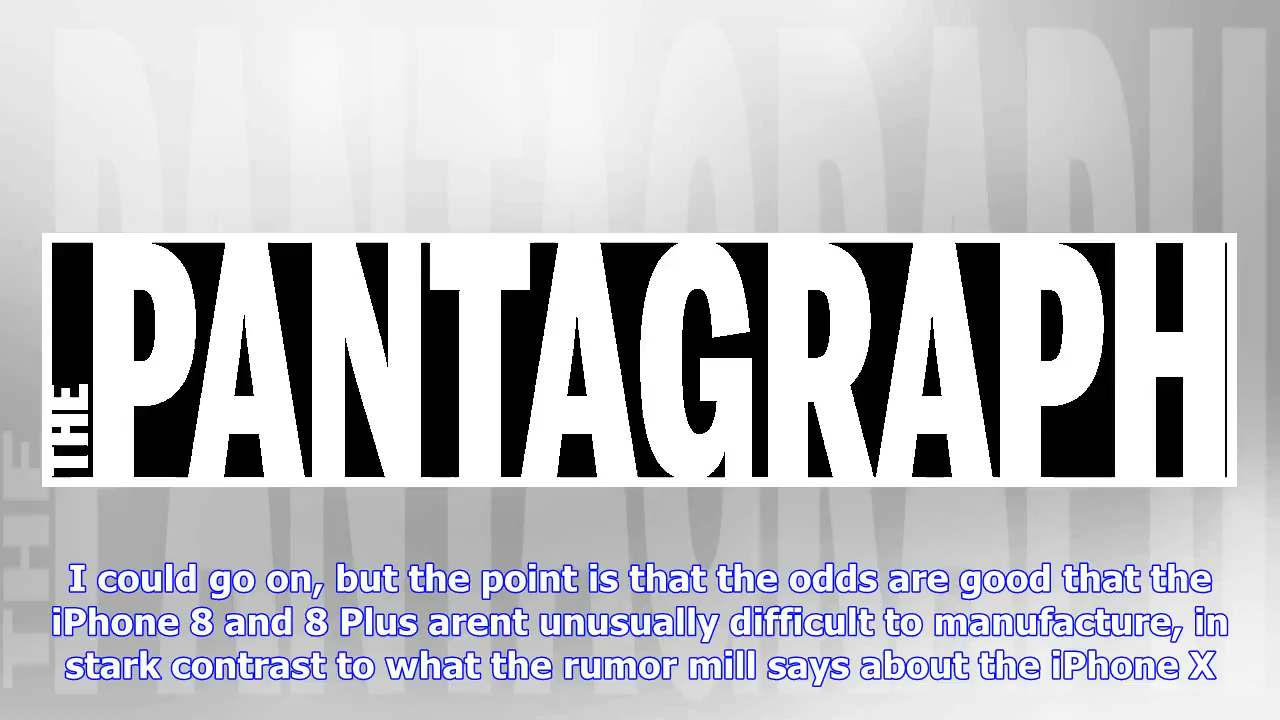 THE PANTAGRAPH
I could go on, but the point is that the odds are good that the
iPhone 8 and 8 Plus arent unusually difficult to manufacture, in
stark contrast to what the rumor mill says about the iPhone X